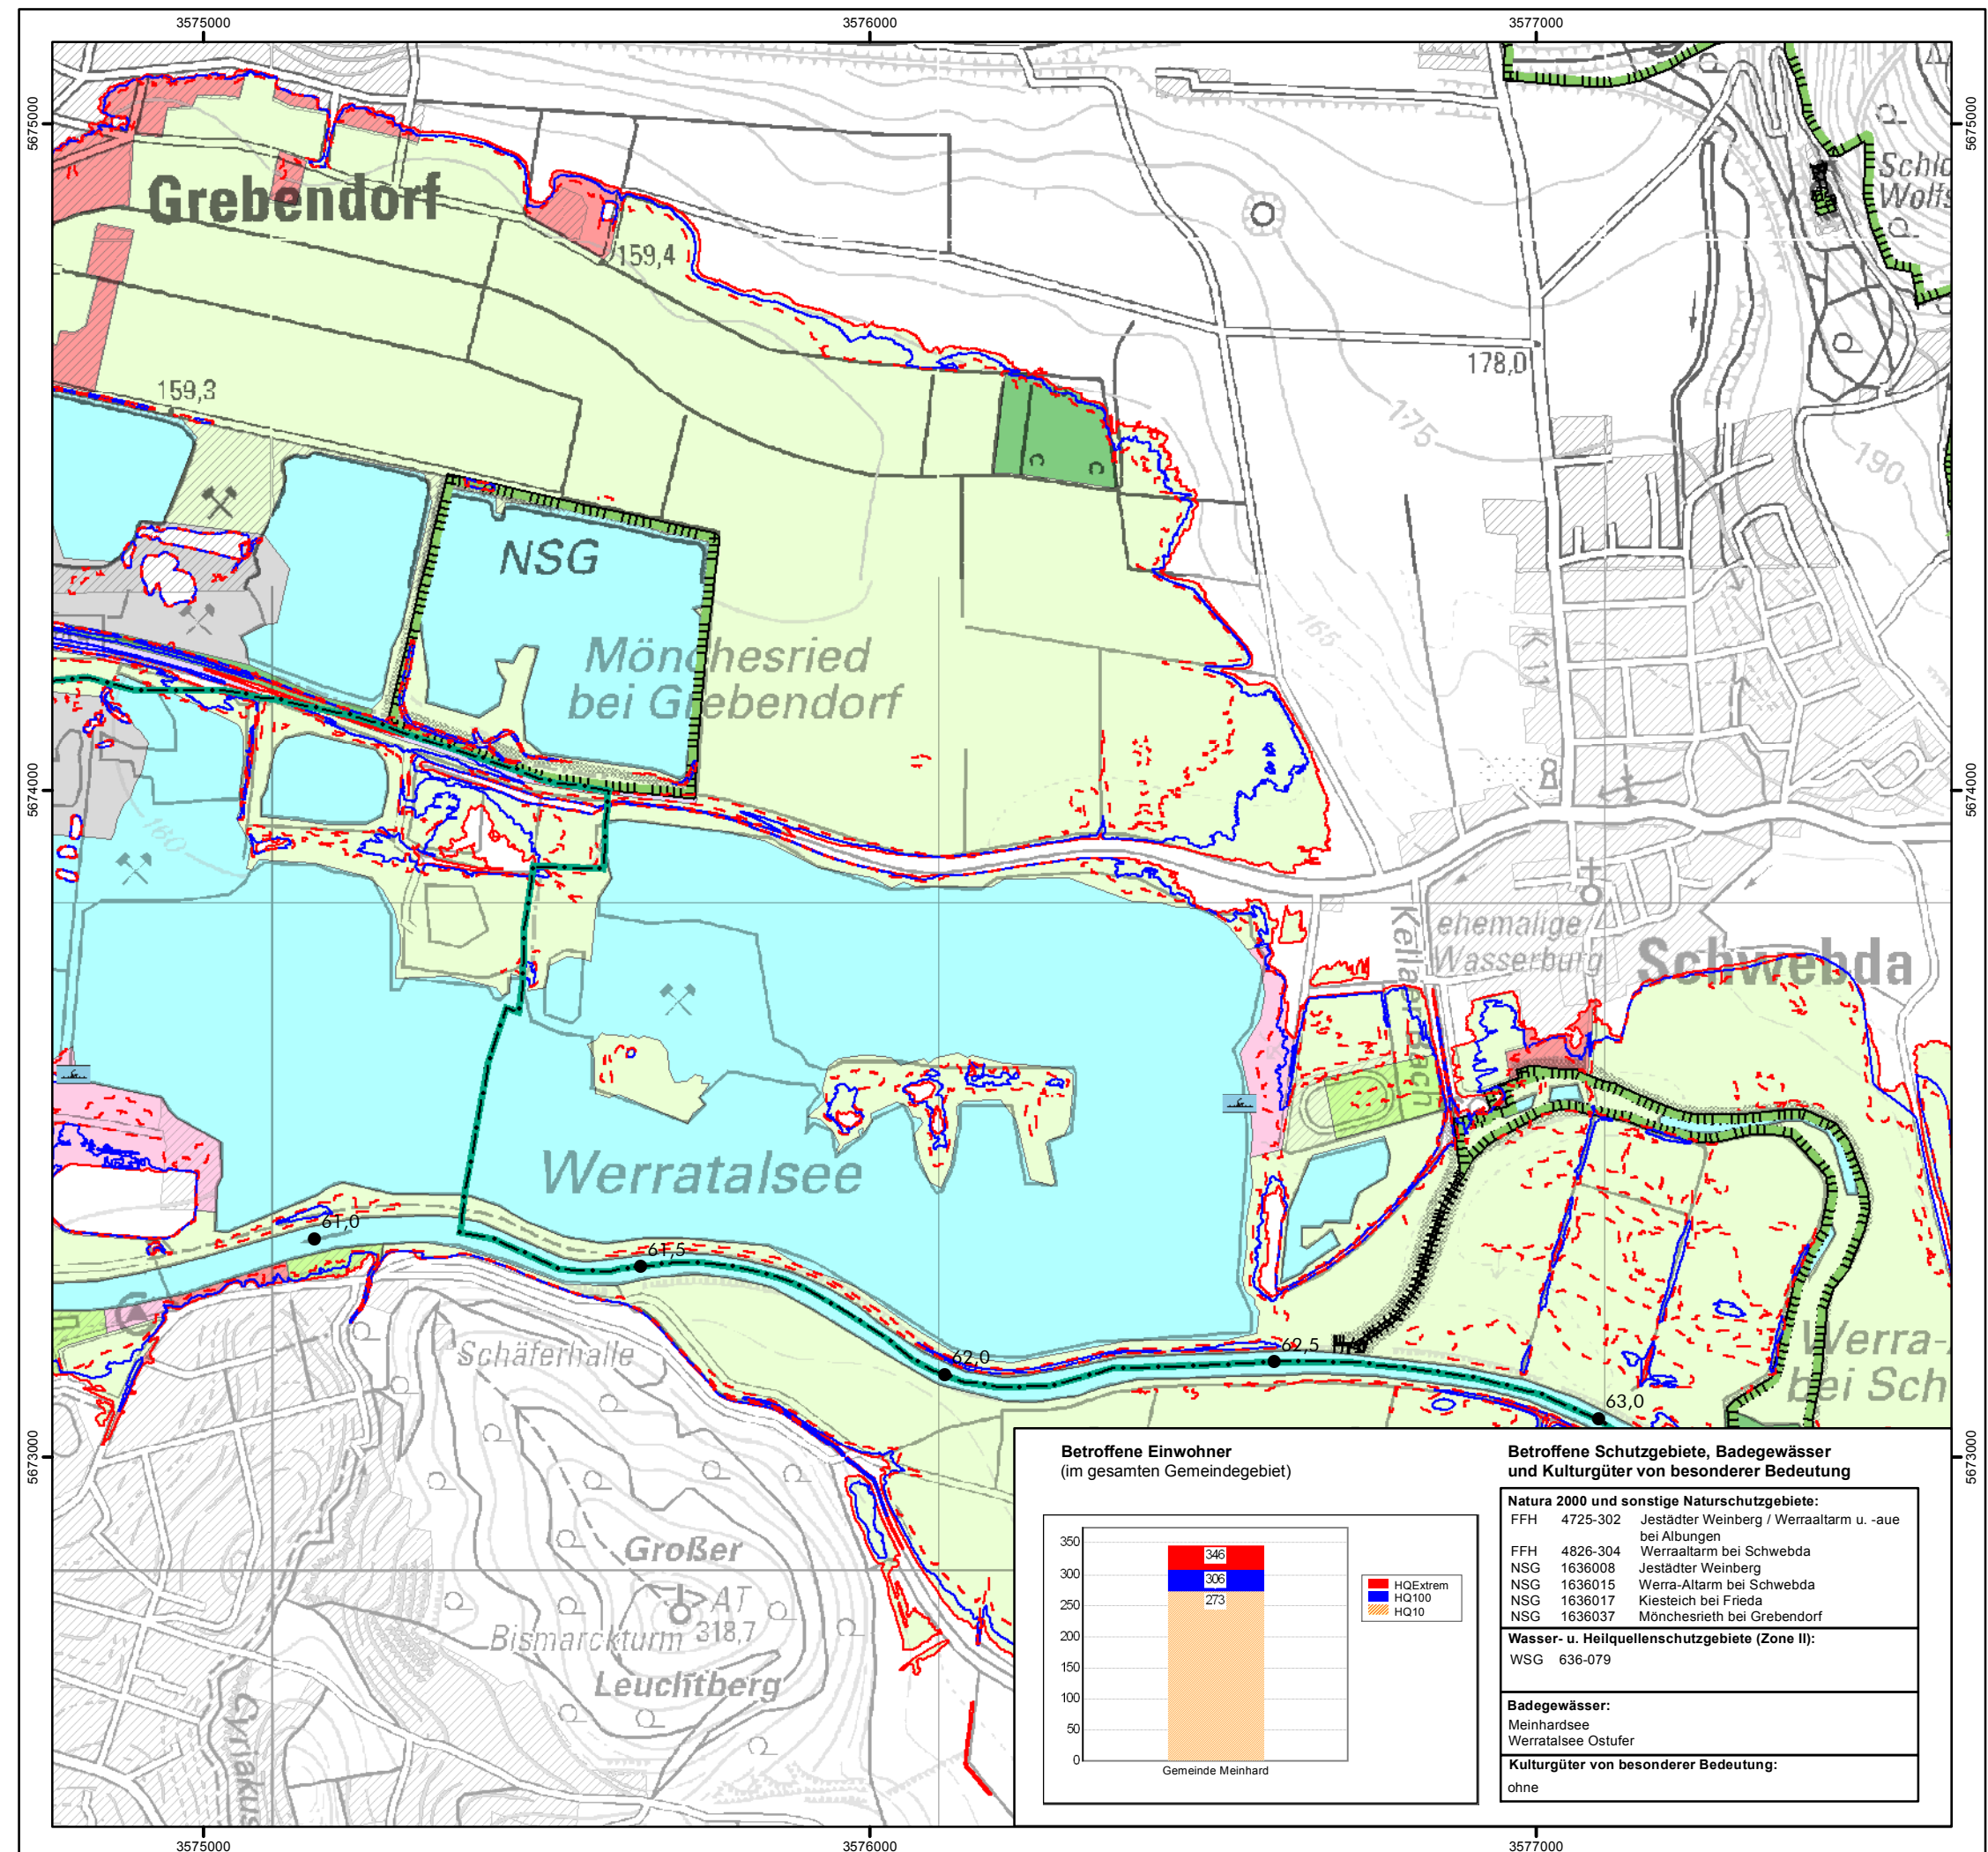 3575000 3576000 3577000
5675000 5675000
Grebendorf
159,4
159,3
178,0
175
190
165
K 11
NSG
Mönchesried
bei Grebendorf
5674000 5674000
160
ehemalige
Wasserburg
Schwebda
Kellaer Bach
Werratalsee
61,0
61,5
62,0
62,5
63,0
Werra-
bei Sch
Schäferhalle
5673000 5673000
Großer
AT
Bismarckturm 318,7
Leuchtberg
Cyriakus
Betroffene Einwohner
(im gesamten Gemeindegebiet)
350
300
250
200
150
100
50
0
346
306
273
Gemeinde Meinhard
HQExtrem
HQ100
HQ10
Betroffene Schutzgebiete, Badegewässer
und Kulturgüter von besonderer Bedeutung
Natura 2000 und sonstige Naturschutzgebiete:
FFH 4725-302 Jestädter Weinberg / Werraaltarm u. -aue
bei Albungen
FFH 4826-304 Werraaltarm bei Schwebda
NSG 1636008 Jestädter Weinberg
NSG 1636015 Werra-Altarm bei Schwebda
NSG 1636017 Kiesteich bei Frieda
NSG 1636037 Mönchesrieth bei Grebendorf
Wasser- u. Heilquellenschutzgebiete (Zone II):
WSG 636-079
Badegewässer:
Meinhardsee
Werratalsee Ostufer
Kulturgüter von besonderer Bedeutung:
ohne
3575000 3576000 3577000